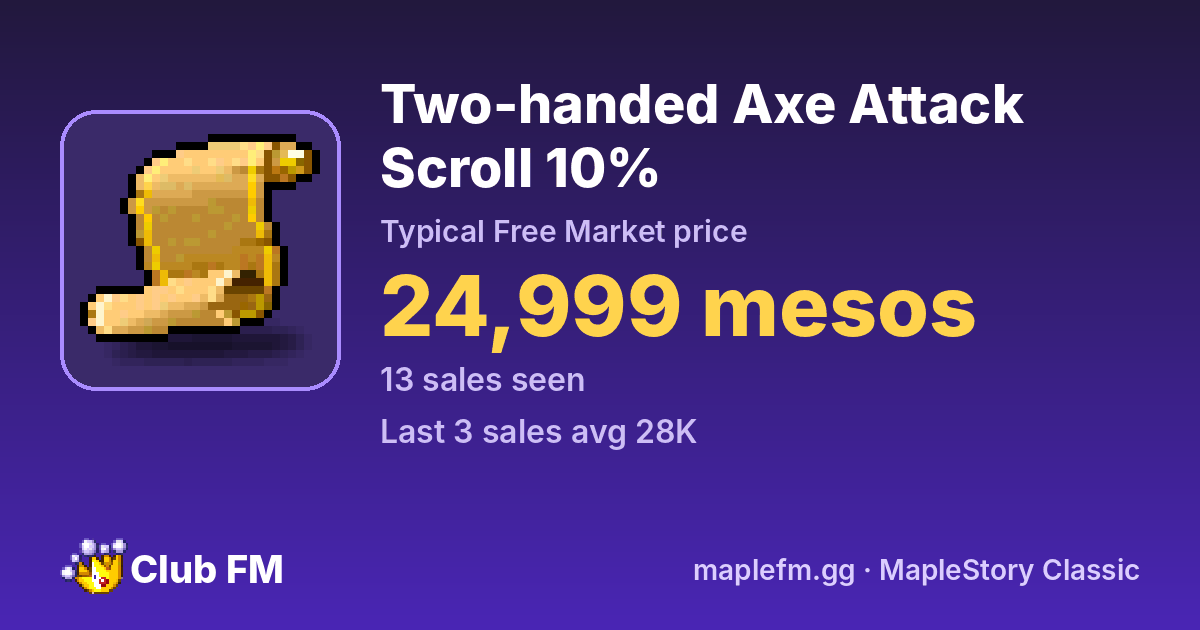 Two-handed Axe Attack
Scroll 10%
Typical Free Market price
24,999 mesos
13 sales seen
Last 3 sales avg 28K
Club FM
maplefm.gg · MapleStory Classic